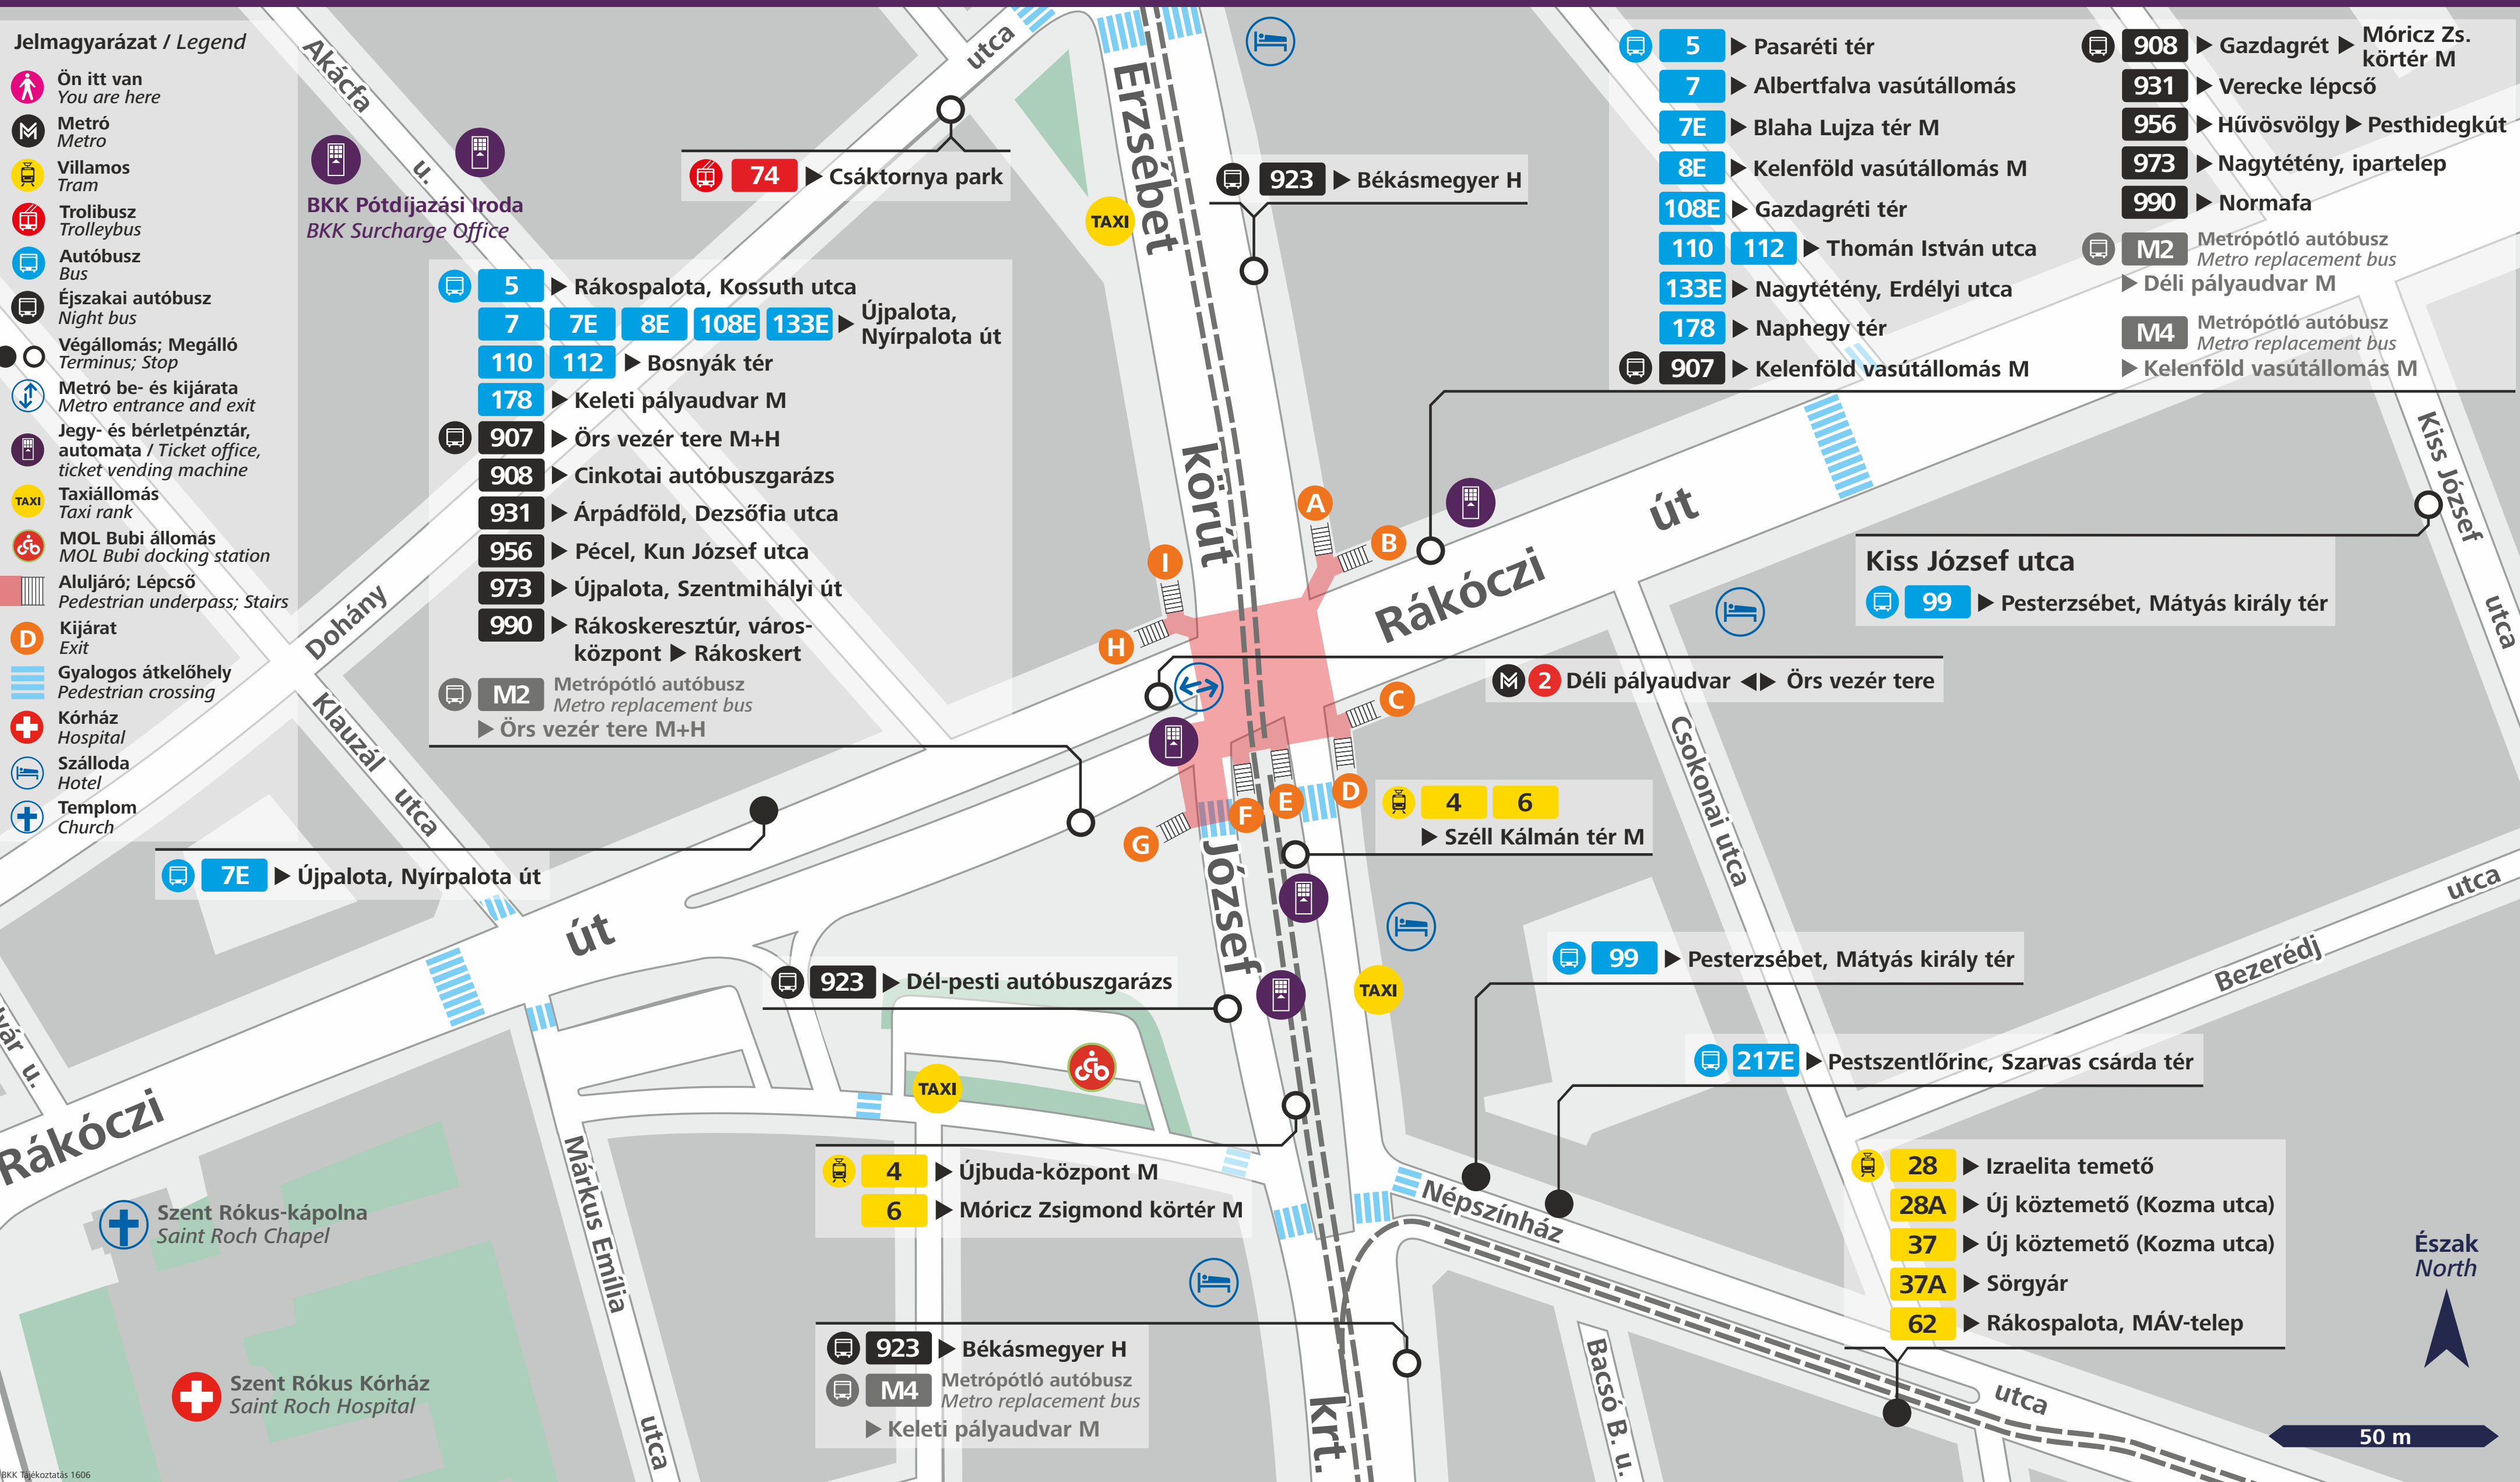 Jelmagyarázat / Legend
Ön itt van
You are here
Metró
Metro
Villamos
Tram
Trolibusz
Trolleybus
Autóbusz
Bus
Éjszakai autóbusz
Night bus
Végállomás; Megálló
Terminus; Stop
Metró be- és kijárata
Metro entrance and exit
Jegy- és bérletpénztár,
automata / Ticket office,
ticket vending machine
TAXI
Taxiállomás
Taxi rank
MOL Bubi állomás
MOL Bubi docking station
Aluljáró; Lépcső
Pedestrian underpass; Stairs
D
Kijárat
Exit
Gyalogos átkelőhely
Pedestrian crossing
Kórház
Hospital
Szálloda
Hotel
Templom
Church
Akácfa
u.
BKK Pótdíjazási Iroda
BKK Surcharge Office
utca
74 Csáktornya park
Erzsébet
TAXI
923 Békásmegyer H
5 Pasaréti tér
7 Albertfalva vasútállomás
7E Blaha Lujza tér M
8E Kelenföld vasútállomás M
108E Gazdagréti tér
110 112 Thomán István utca
133E Nagytétény, Erdélyi utca
178 Naphegy tér
907 Kelenföld vasútállomás M
908 Gazdagrét Móricz Zs.
körtér M
931 Verecke lépcső
956 Hűvösvölgy Pesthidegkút
973 Nagytétény, ipartelep
990 Normafa
M2 Metrópótló autóbusz
Metro replacement bus
Déli pályaudvar M
M4 Metrópótló autóbusz
Metro replacement bus
Kelenföld vasútállomás M
5 Rákospalota, Kossuth utca
7 7E 8E 108E 133E Újpalota,
Nyírpalota út
110 112 Bosnyák tér
178 Keleti pályaudvar M
907 Örs vezér tere M+H
908 Cinkotai autóbuszgarázs
931 Árpádföld, Dezsőfia utca
956 Pécel, Kun József utca
973 Újpalota, Szentmihályi út
990 Rákoskeresztúr, város-
központ Rákoskert
M2 Metrópótló autóbusz
Metro replacement bus
Örs vezér tere M+H
körút
A
B
I
H
C
D
E
F
G
Rákóczi
út
Kiss József
utca
Kiss József utca
99 Pesterzsébet, Mátyás király tér
M 2 Déli pályaudvar Örs vezér tere
Dohány
Klauzál
utca
7E Újpalota, Nyírpalota út
út
4 6
Széll Kálmán tér M
József
Csokonai utca
TAXI
99 Pesterzsébet, Mátyás király tér
Bezerédj
utca
923 Dél-pesti autóbuszgarázs
217E Pestszentlőrinc, Szarvas csárda tér
TAXI
vár u.
Rákóczi
Márkus Emília
utca
4 Újbuda-központ M
6 Móricz Zsigmond körtér M
Népszínház
utca
28 Izraelita temető
28A Új köztemető (Kozma utca)
37 Új köztemető (Kozma utca)
37A Sörgyár
62 Rákospalota, MÁV-telep
Szent Rókus-kápolna
Saint Roch Chapel
Szent Rókus Kórház
Saint Roch Hospital
923 Békásmegyer H
M4 Metrópótló autóbusz
Metro replacement bus
Keleti pályaudvar M
krt.
Bacsó B. u.
Észak
North
50 m
BKK Tájékoztatás 1606